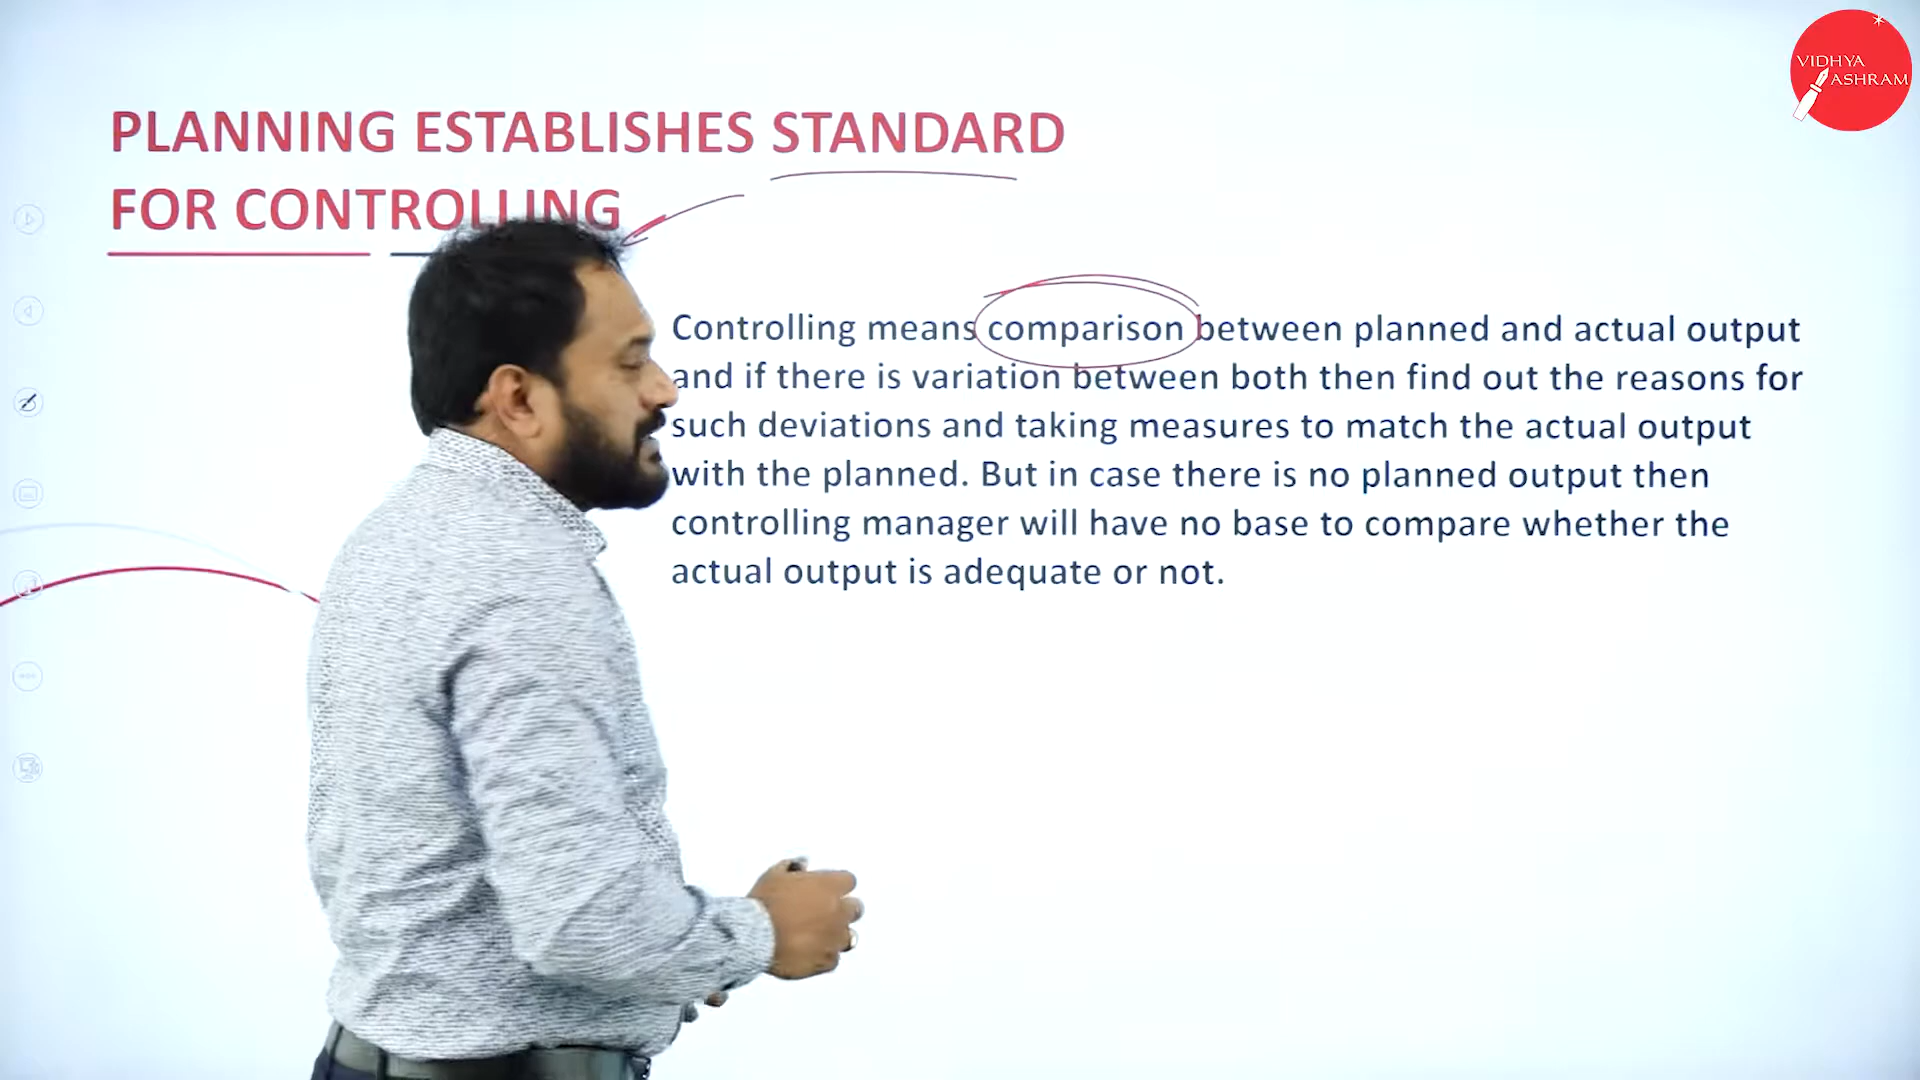 VIDHYA
ASHRAM
PLANNING ESTABLISHES STANDARD
FOR CONTROLLING
Controlling means comparison between planned and actual output
and if there is variation between both then find out the reasons for
such deviations and taking measures to match the actual output
with the planned. But in case there is no planned output then
controlling manager will have no base to compare whether the
actual output is adequate or not.